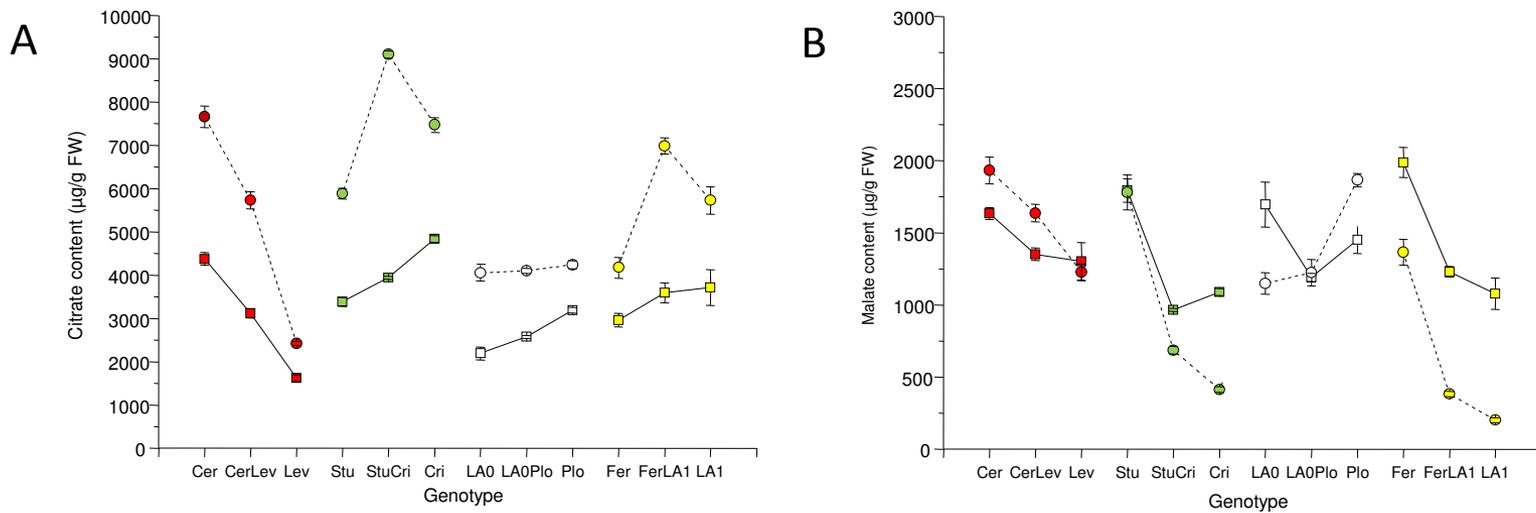 A
Citrate content (µg/g FW)
10000
9000
8000
7000
6000
5000
4000
3000
2000
1000
0
Cer CerLev Lev Stu StuCri Cri LA0 LA0Plo Plo Fer FerLA1 LA1
Genotype
B
Malate content (µg/g FW)
3000
2500
2000
1500
1000
500
0
Cer CerLev Lev Stu StuCri Cri LA0 LA0Plo Plo Fer FerLA1 LA1
Genotype